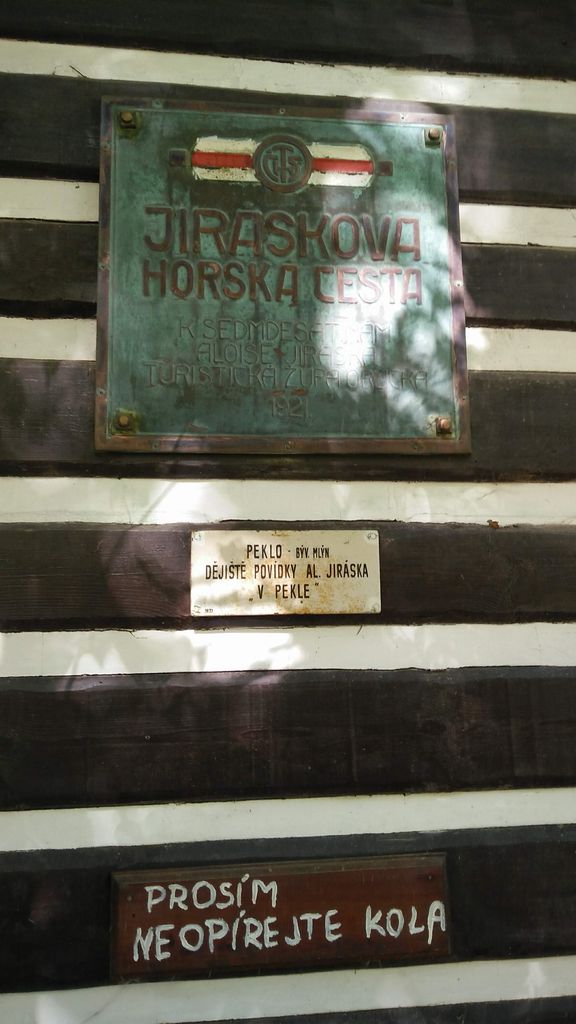 KČST
JIRÁSKOVA
HORSKÁ CESTA
K SEDMDESÁTINÁM
ALOISE JIRÁSKA
TURISTICKÁ ŽUPA ORLICKÁ
1921
PEKLO - BÝV. MLÝN
DĚJIŠTĚ POVÍDKY AL. JIRÁSKA
„V PEKLE“
PROSÍM
NEOPÍREJTE KOLA